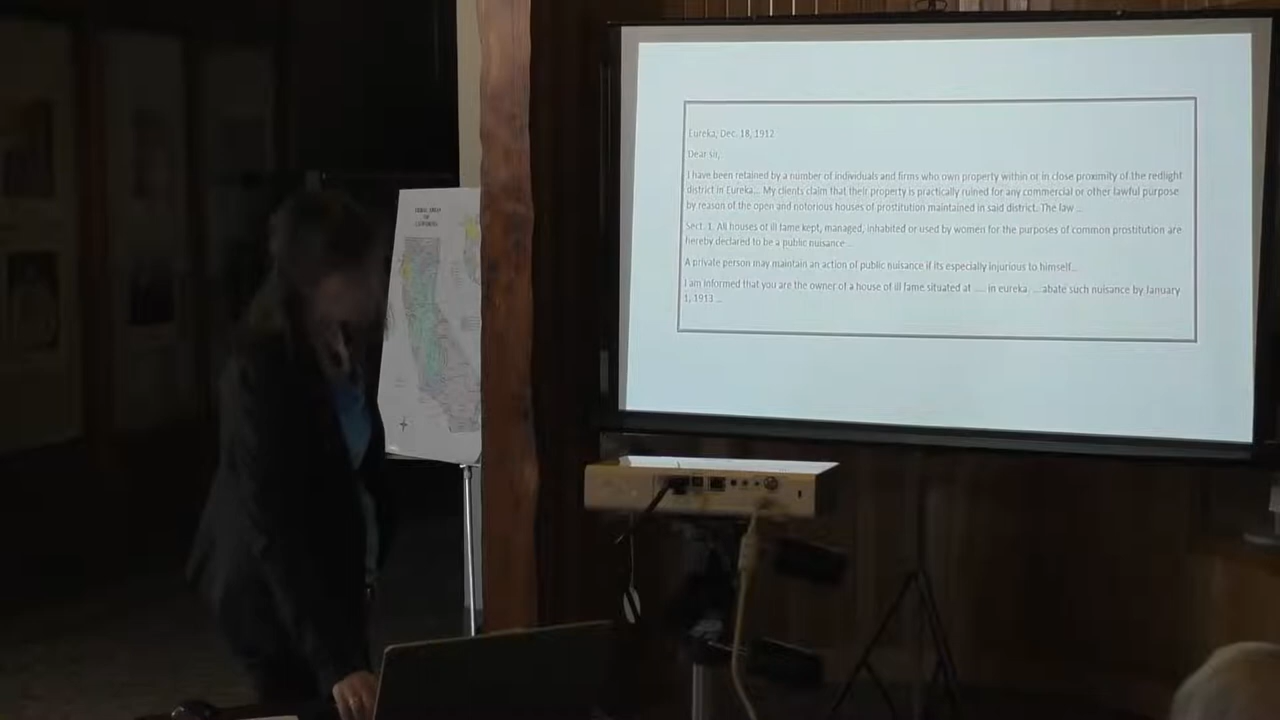 Eureka, Dec. 18, 1912
Dear sir,
I have been retained by a number of individuals and firms who own property within or in close proximity of the redlight
district in Eureka... My clients claim that their property is practically ruined for any commercial or other lawful purpose
by reason of the open and notorious houses of prostitution maintained in said district. The law ...
Sect. 1. All houses of ill fame kept, managed, inhabited or used by women for the purposes of common prostitution are
hereby declared to be a public nuisance...
A private person may maintain an action of public nuisance if its especially injurious to himself...
I am informed that you are the owner of a house of ill fame situated at .... in eureka, ...abate such nuisance by January
1, 1913 ...